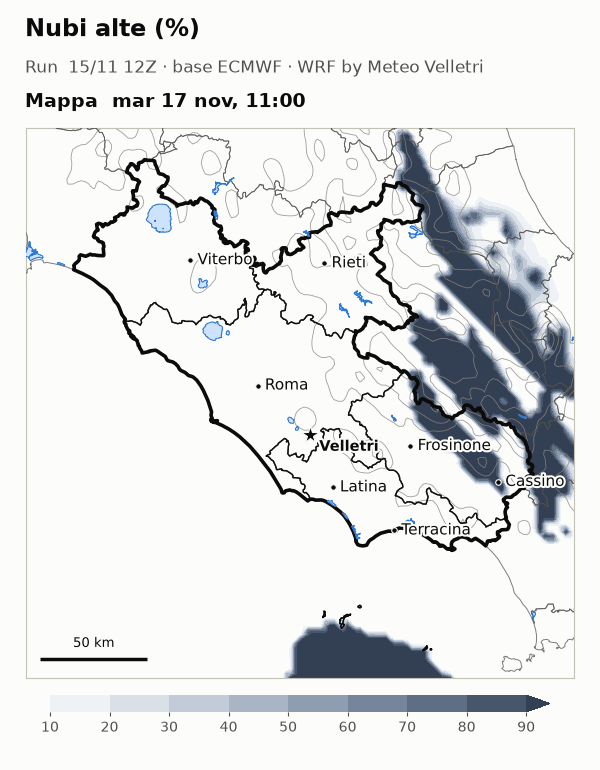 Nubi alte (%)
Run  15/11 12Z · base ECMWF · WRF by Meteo Velletri
Mappa  mar 17 nov, 11:00
Viterbo
Rieti
Roma
Velletri
Frosinone
Cassino
Latina
Terracina
50 km
10 20 30 40 50 60 70 80 90